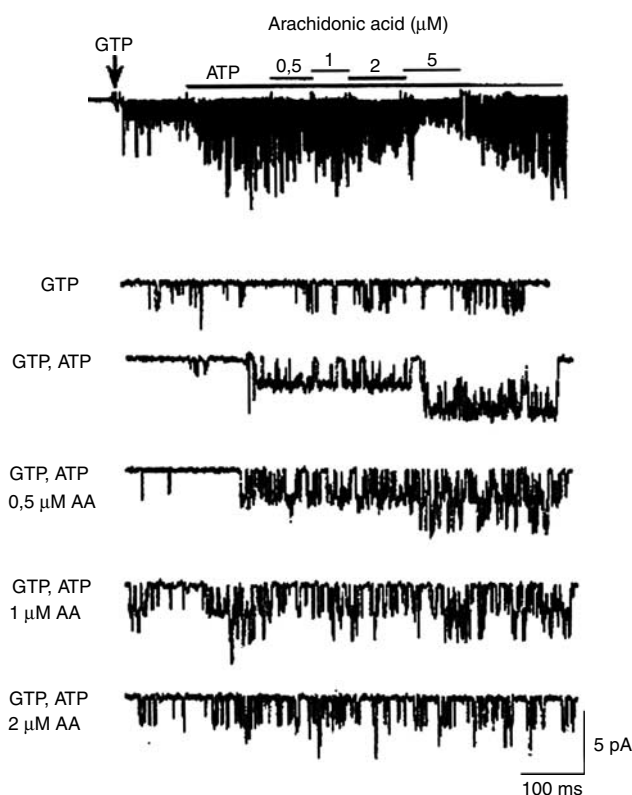 Arachidonic acid (μM)
GTP
ATP
0,5
1
2
5
GTP
GTP, ATP
GTP, ATP
0,5 μM AA
GTP, ATP
1 μM AA
GTP, ATP
2 μM AA
5 pA
100 ms